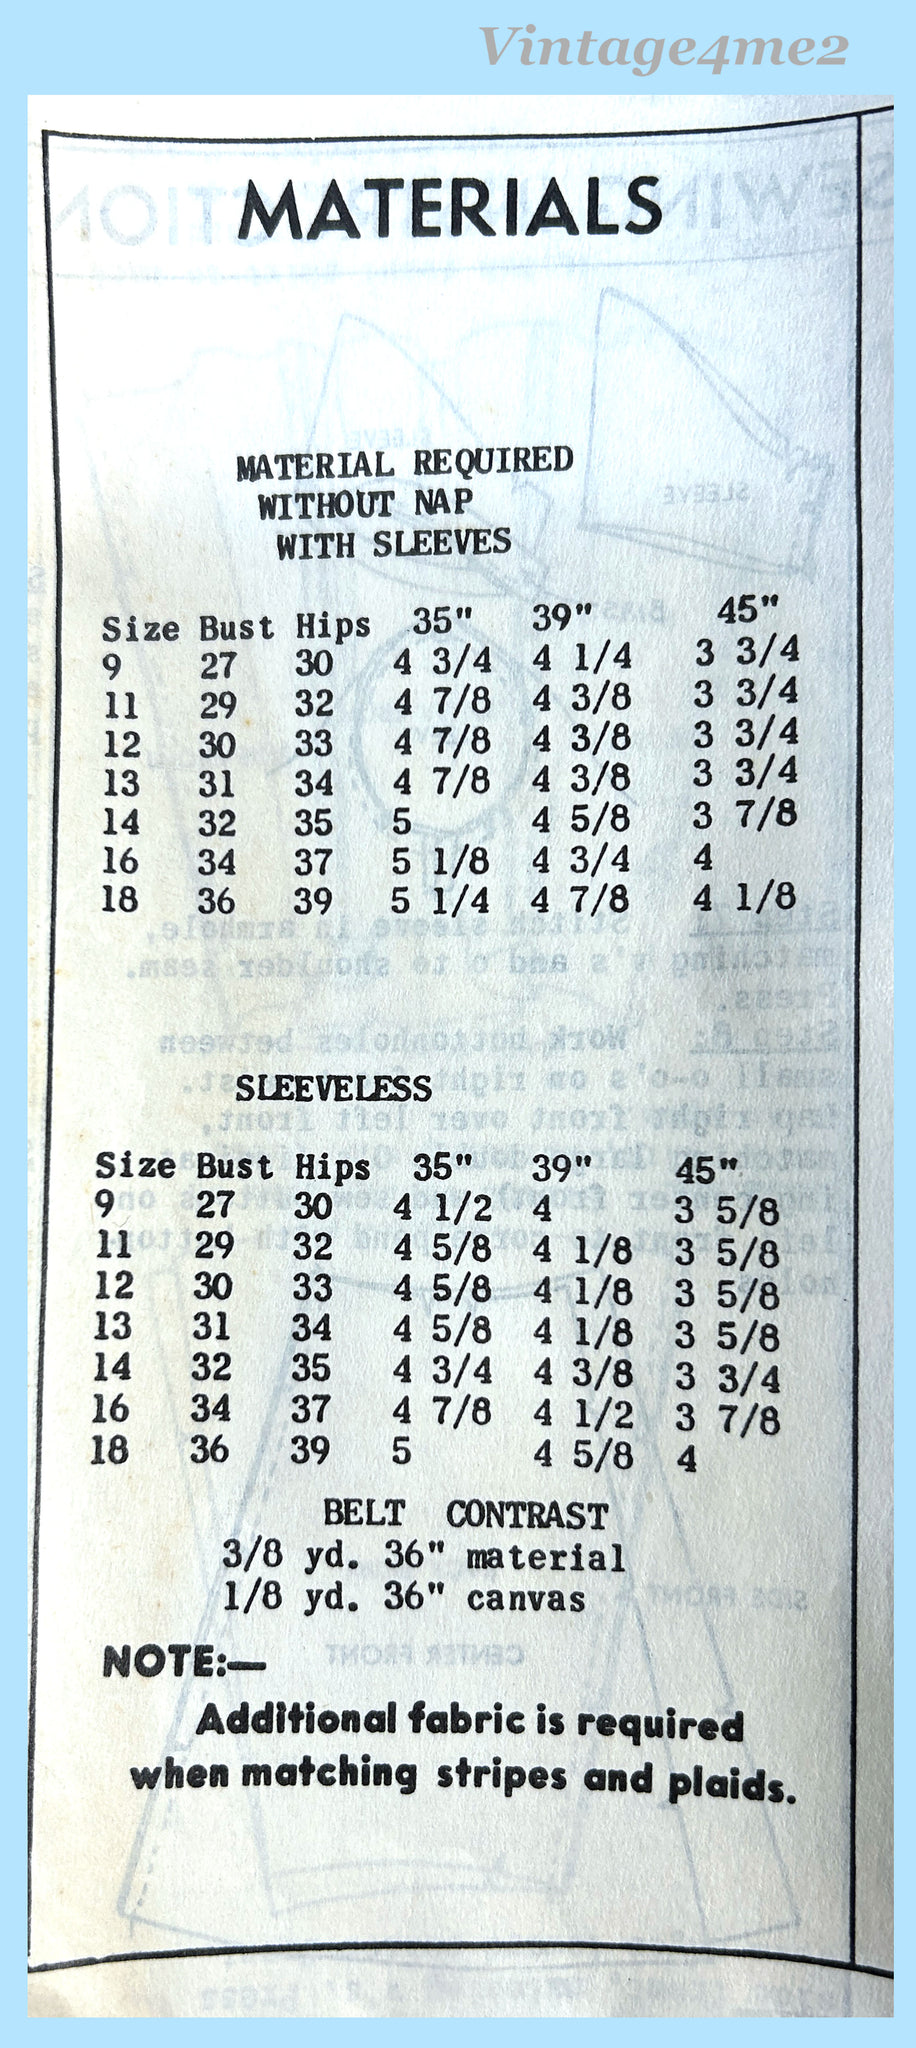 Vintage4me2
MATERIALS
MATERIAL REQUIRED
WITHOUT NAP
WITH SLEEVES
Size Bust Hips 35" 39" 45"
9 27 30 4 3/4 4 1/4 3 3/4
11 29 32 4 7/8 4 3/8 3 3/4
12 30 33 4 7/8 4 3/8 3 3/4
13 31 34 4 7/8 4 3/8 3 3/4
14 32 35 5 4 5/8 3 7/8
16 34 37 5 1/8 4 3/4 4
18 36 39 5 1/4 4 7/8 4 1/8
SLEEVELESS
Size Bust Hips 35" 39" 45"
9 27 30 4 1/2 4 3 5/8
11 29 32 4 5/8 4 1/8 3 5/8
12 30 33 4 5/8 4 1/8 3 5/8
13 31 34 4 5/8 4 1/8 3 5/8
14 32 35 4 3/4 4 3/8 3 3/4
16 34 37 4 7/8 4 1/2 3 7/8
18 36 39 5 4 5/8 4
BELT CONTRAST
3/8 yd. 36" material
1/8 yd. 36" canvas
NOTE:—
Additional fabric is required
when matching stripes and plaids.